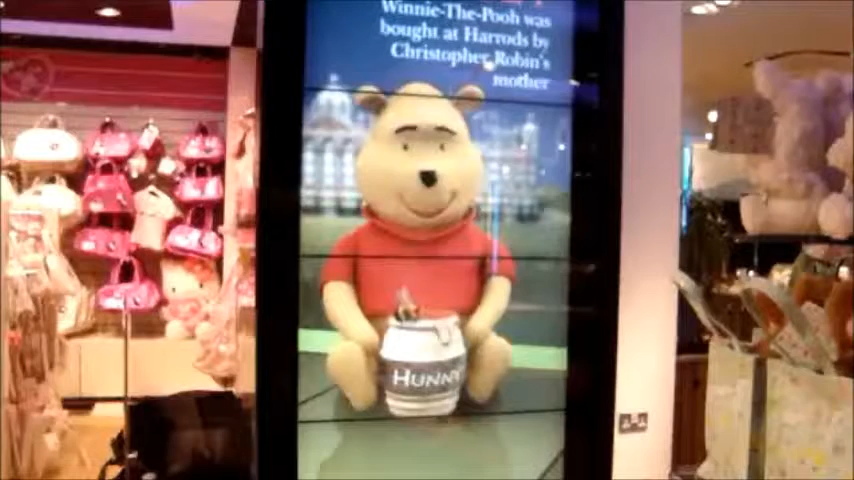 Winnie-The-Pooh was
bought at Harrods by
Christopher Robin's
mother
HUNNY